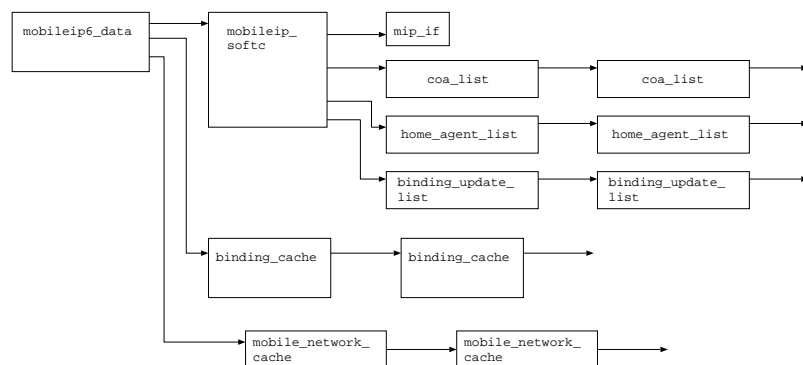 mobileip6_data
mobileip_
softc
mip_if
coa_list
coa_list
home_agent_list
home_agent_list
binding_update_
list
binding_update_
list
binding_cache
binding_cache
mobile_network_
cache
mobile_network_
cache